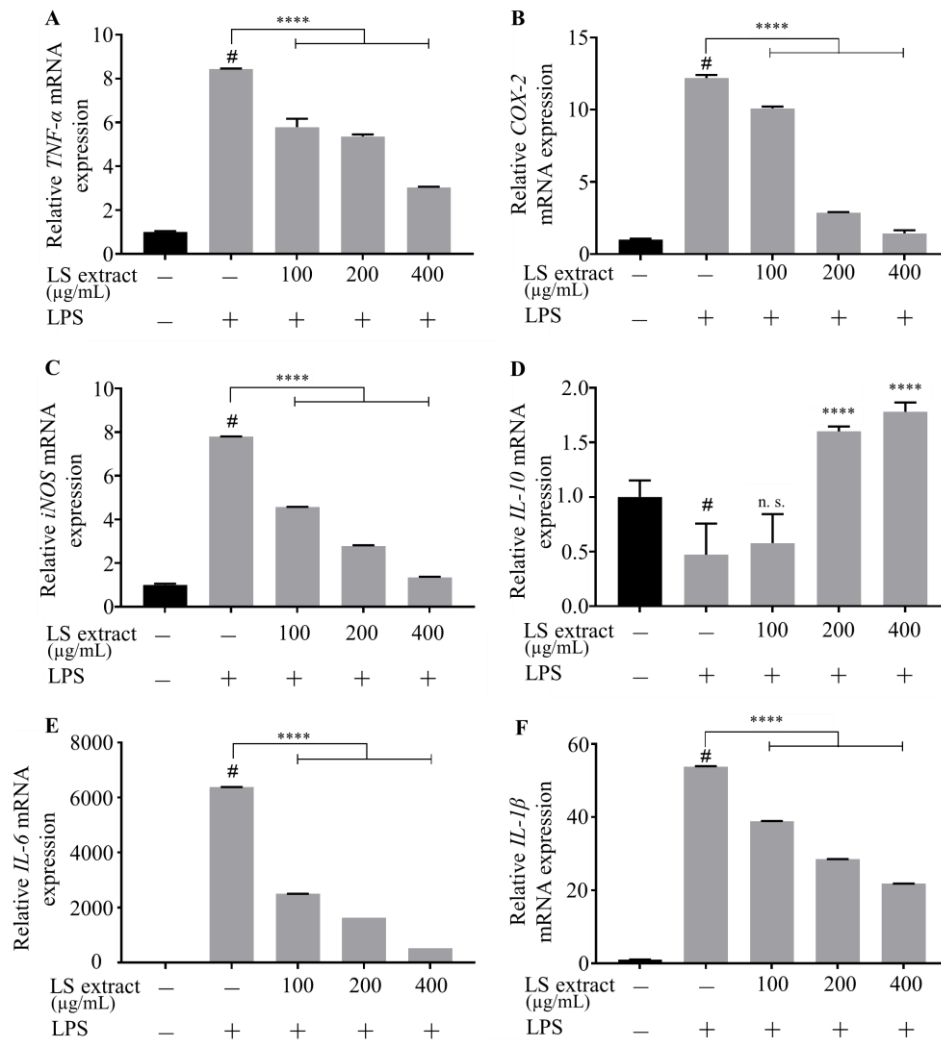 A
Relative TNF-α mRNA
expression
10
8
6
4
2
0
****
#
LS extract
(μg/mL)
— — 100 200 400
LPS — + + + +
B
Relative COX-2
mRNA expression
15
10
5
0
****
#
LS extract
(μg/mL)
— — 100 200 400
LPS — + + + +
C
Relative iNOS mRNA
expression
10
8
6
4
2
0
****
#
LS extract
(μg/mL)
— — 100 200 400
LPS — + + + +
D
Relative IL-10 mRNA
expression
2.0
1.5
1.0
0.5
0.0
#
n. s.
****
****
LS extract
(μg/mL)
— — 100 200 400
LPS — + + + +
E
Relative IL-6 mRNA
expression
8000
6000
4000
2000
0
****
#
LS extract
(μg/mL)
— — 100 200 400
LPS — + + + +
F
Relative IL-1β
mRNA expression
60
40
20
0
****
#
LS extract
(μg/mL)
— — 100 200 400
LPS — + + + +